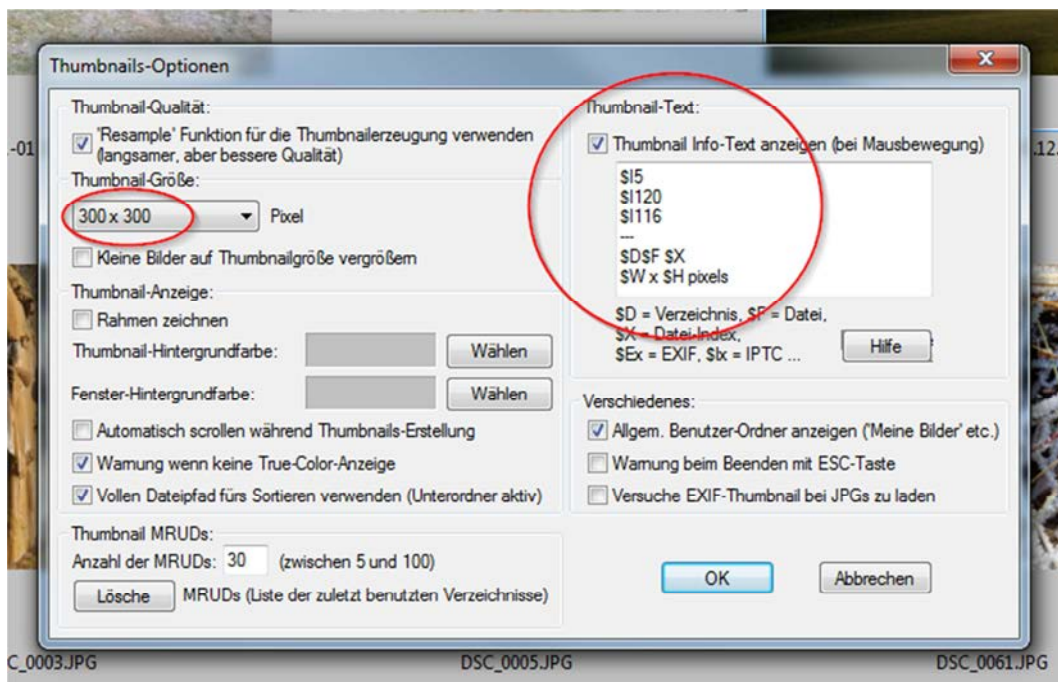 Thumbnails-Optionen
Thumbnail-Qualität:
'Resample' Funktion für die Thumbnailerzeugung verwenden
(langsamer, aber bessere Qualität)
Thumbnail-Größe:
300 x 300
Pixel
Kleine Bilder auf Thumbnailgröße vergrößern
Thumbnail-Anzeige:
Rahmen zeichnen
Thumbnail-Hintergrundfarbe:
Wählen
Fenster-Hintergrundfarbe:
Wählen
Automatisch scrollen während Thumbnails-Erstellung
Warnung wenn keine True-Color-Anzeige
Vollen Dateipfad fürs Sortieren verwenden (Unterordner aktiv)
Thumbnail MRUDs:
Anzahl der MRUDs: 30 (zwischen 5 und 100)
Lösche
MRUDs (Liste der zuletzt benutzten Verzeichnisse)
Thumbnail-Text:
Thumbnail Info-Text anzeigen (bei Mausbewegung)
$I5
$I120
$I116
---
$D$F $X
$W x $H pixels
$D = Verzeichnis, $F = Datei,
$X = Datei-Index,
$Ex = EXIF, $Ix = IPTC ...
Hilfe
Verschiedenes:
Allgem. Benutzer-Ordner anzeigen ('Meine Bilder' etc.)
Warnung beim Beenden mit ESC-Taste
Versuche EXIF-Thumbnail bei JPGs zu laden
OK
Abbrechen
-01
.12.
C_0003.JPG
DSC_0005.JPG
DSC_0061.JPG